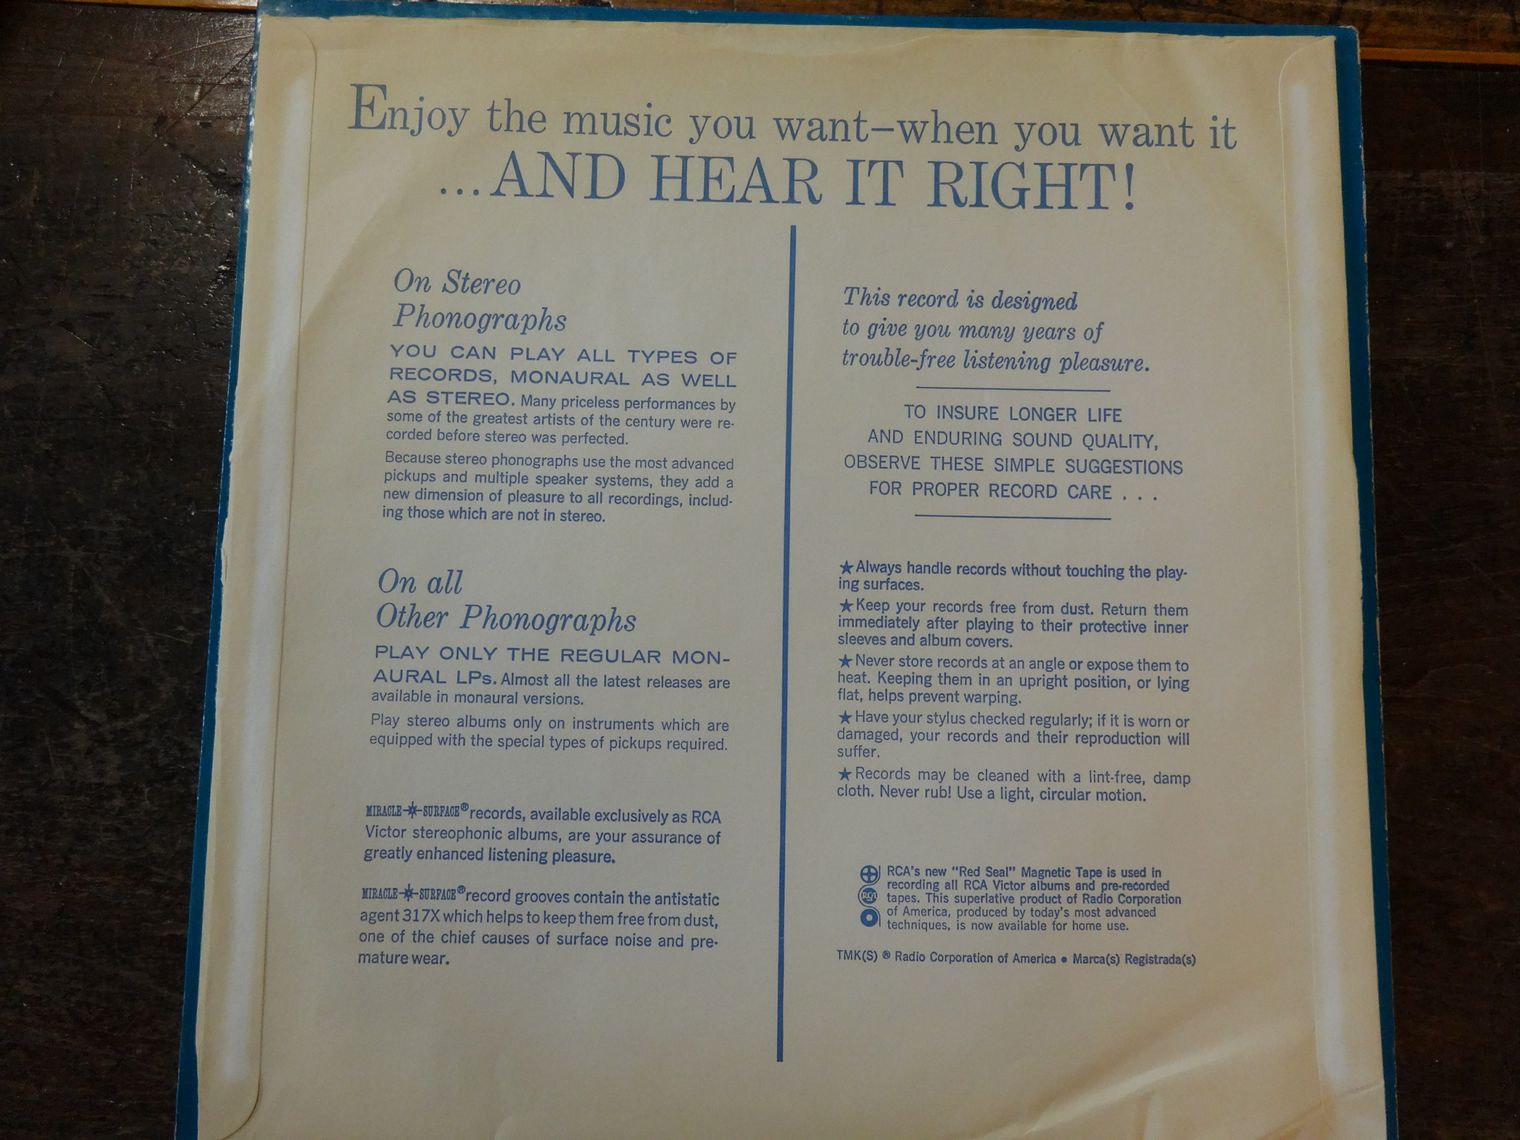 Enjoy the music you want—when you want it
...AND HEAR IT RIGHT!
On Stereo
Phonographs
YOU CAN PLAY ALL TYPES OF
RECORDS, MONAURAL AS WELL
AS STEREO. Many priceless performances by
some of the greatest artists of the century were re-
corded before stereo was perfected.
Because stereo phonographs use the most advanced
pickups and multiple speaker systems, they add a
new dimension of pleasure to all recordings, includ-
ing those which are not in stereo.
On all
Other Phonographs
PLAY ONLY THE REGULAR MON-
AURAL LPs. Almost all the latest releases are
available in monaural versions.
Play stereo albums only on instruments which are
equipped with the special types of pickups required.
MIRACLE SURFACE® records, available exclusively as RCA
Victor stereophonic albums, are your assurance of
greatly enhanced listening pleasure.
MIRACLE SURFACE® record grooves contain the antistatic
agent 317X which helps to keep them free from dust,
one of the chief causes of surface noise and pre-
mature wear.
This record is designed
to give you many years of
trouble-free listening pleasure.
TO INSURE LONGER LIFE
AND ENDURING SOUND QUALITY,
OBSERVE THESE SIMPLE SUGGESTIONS
FOR PROPER RECORD CARE . . .
★Always handle records without touching the play-
ing surfaces.
★Keep your records free from dust. Return them
immediately after playing to their protective inner
sleeves and album covers.
★Never store records at an angle or expose them to
heat. Keeping them in an upright position, or lying
flat, helps prevent warping.
★Have your stylus checked regularly; if it is worn or
damaged, your records and their reproduction will
suffer.
★Records may be cleaned with a lint-free, damp
cloth. Never rub! Use a light, circular motion.
RCA's new "Red Seal" Magnetic Tape is used in
recording all RCA Victor albums and pre-recorded
RCA tapes. This superlative product of Radio Corporation
of America, produced by today's most advanced
techniques, is now available for home use.
TMK(S) ® Radio Corporation of America • Marca(s) Registrada(s)